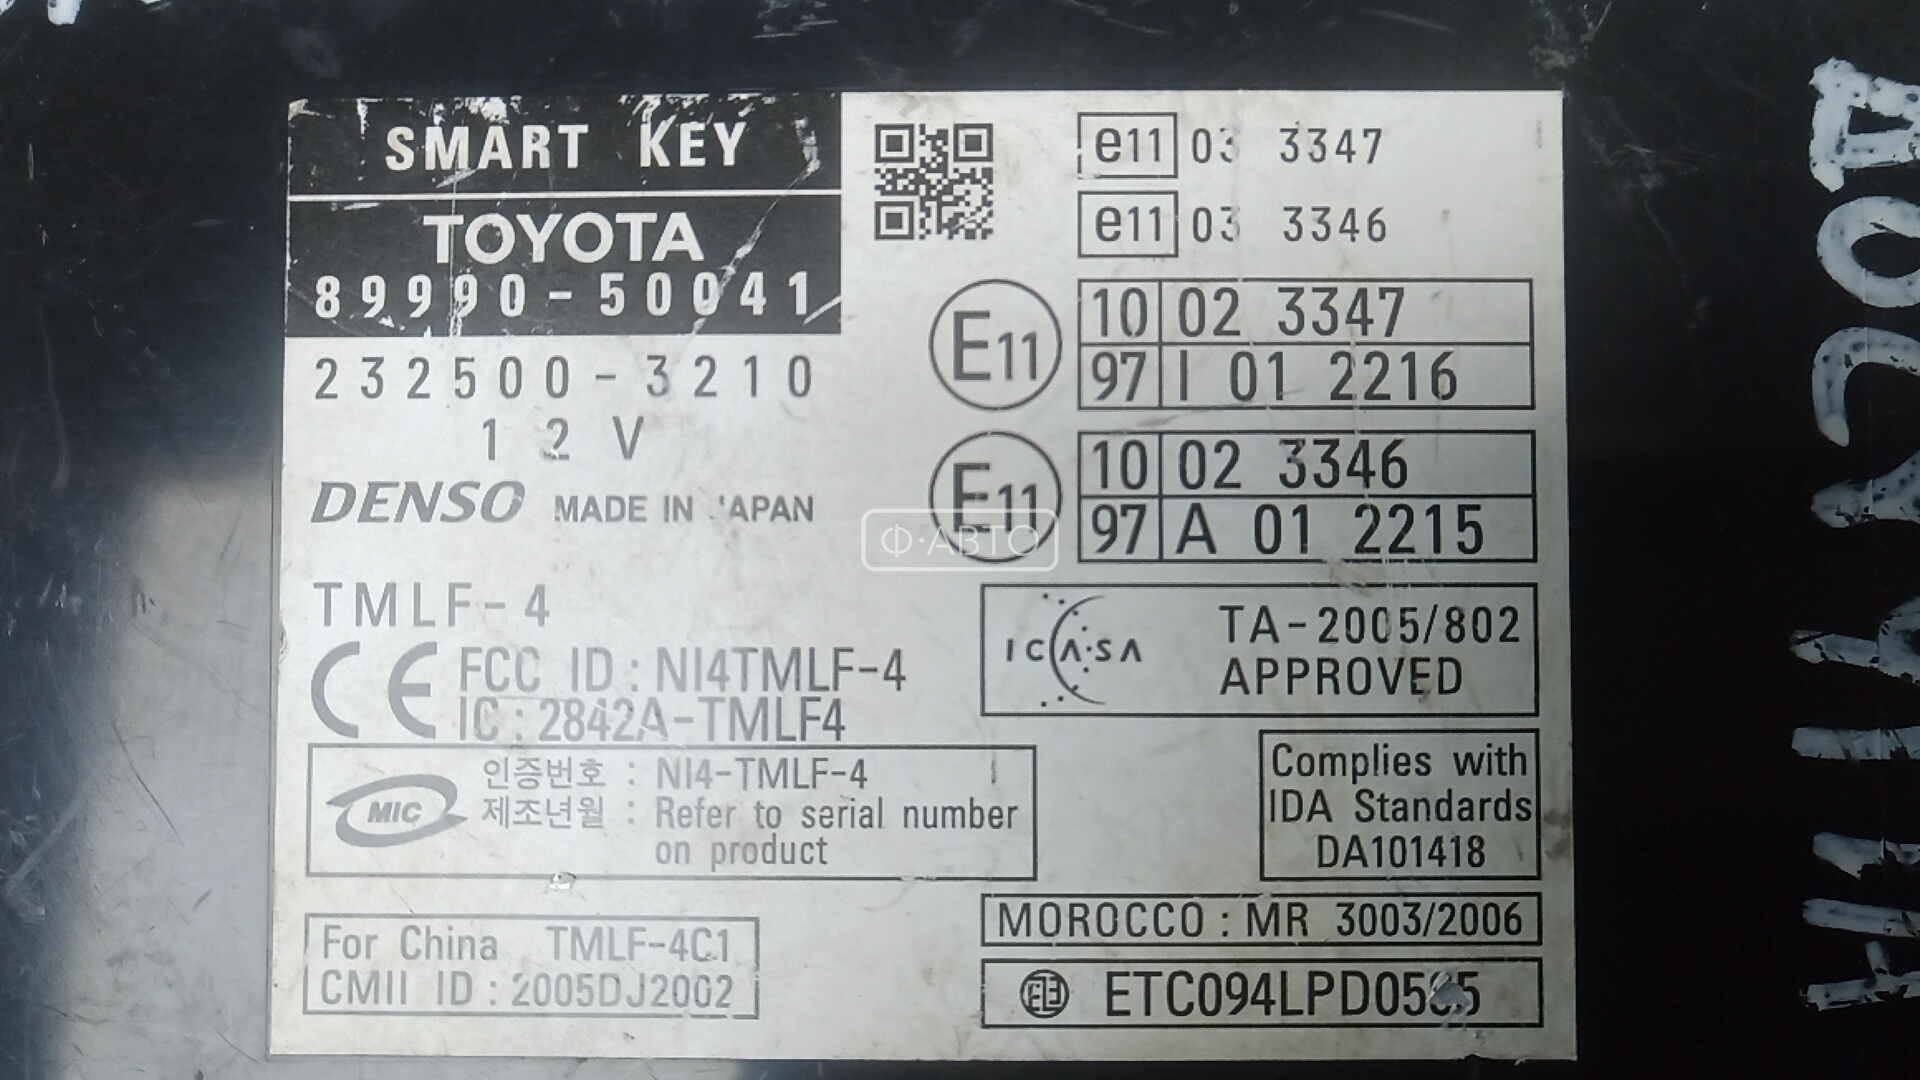 SMART KEY
TOYOTA
89990-50041
232500-3210
12V
DENSO MADE IN JAPAN
TMLF-4
CE FCC ID : NI4TMLF-4
IC : 2842A-TMLF4
MIC
인증번호 : NI4-TMLF-4
제조년월 : Refer to serial number
on product
For China TMLF-4C1
CMII ID : 2005DJ2002
e11 03 3347
e11 03 3346
E11
10 02 3347
97 I 01 2216
E11
10 02 3346
97 A 01 2215
Ф·АВТО
ICASA
TA-2005/802
APPROVED
Complies with
IDA Standards
DA101418
MOROCCO : MR 3003/2006